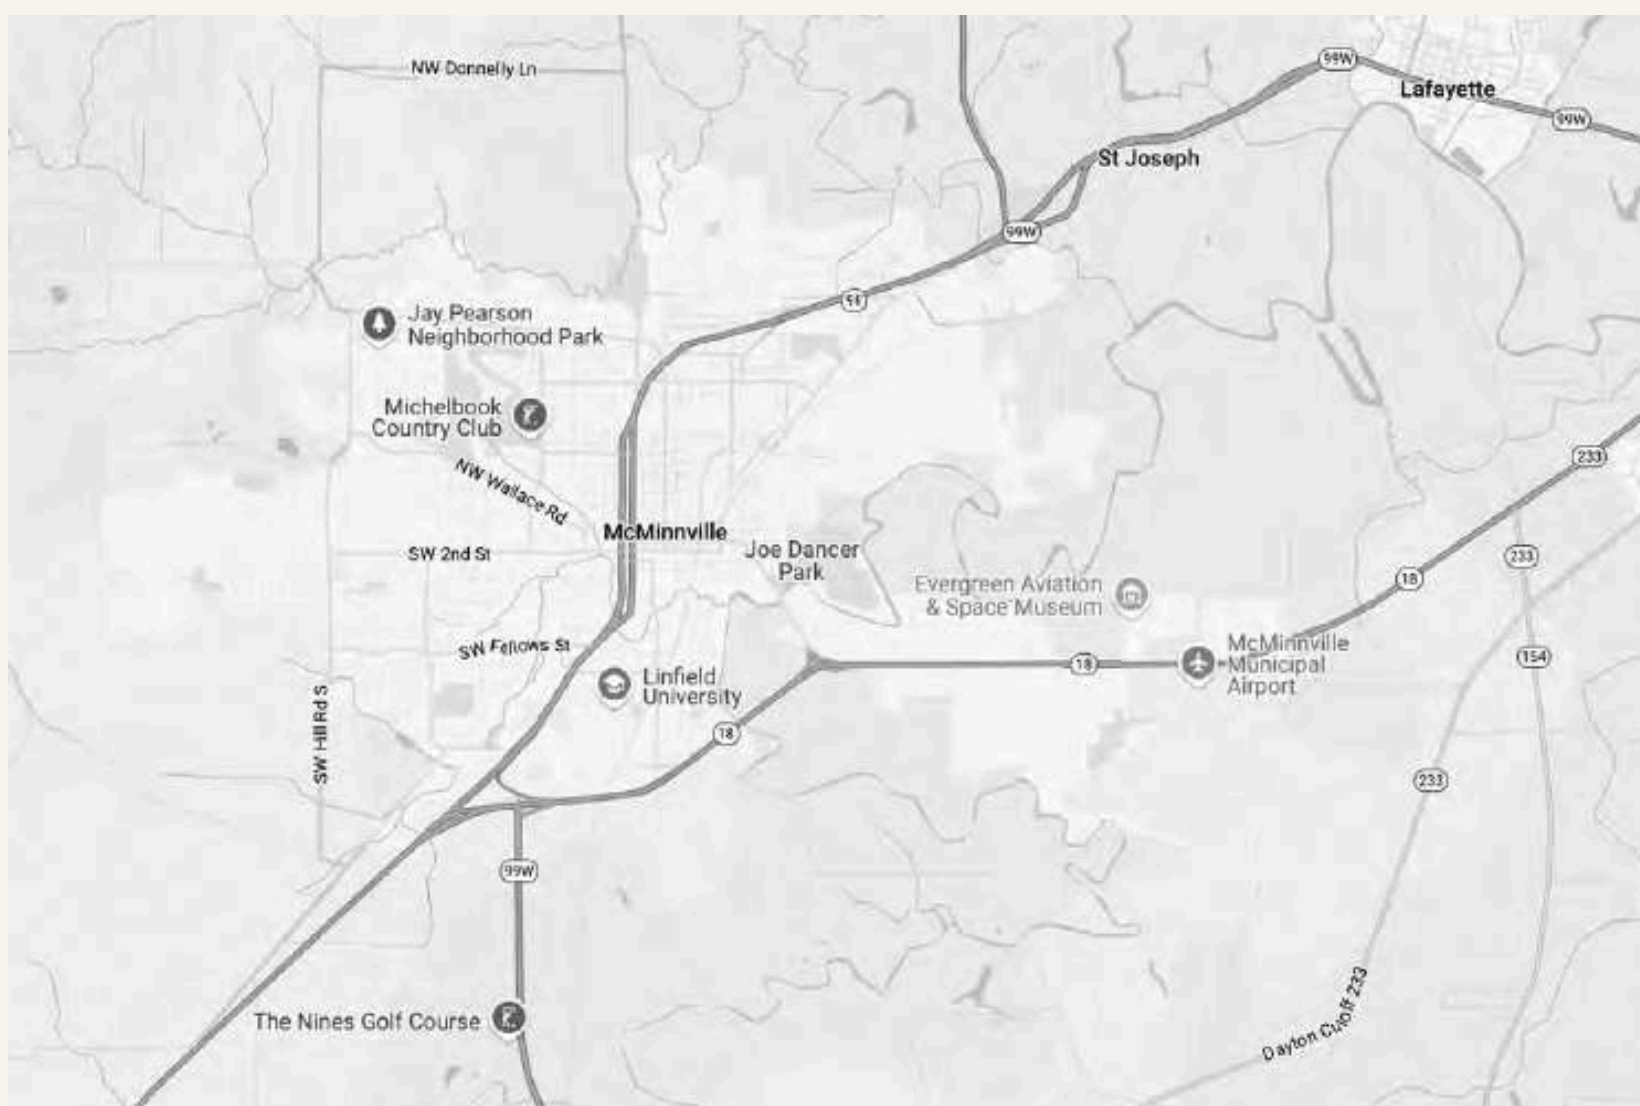 NW Donnelly Ln
99W
Lafayette
99W
St Joseph
99W
Jay Pearson
Neighborhood Park
Michelbook
Country Club
NW Wallace Rd
233
McMinnville
SW 2nd St
Joe Dancer
Park
233
18
Evergreen Aviation
& Space Museum
SW Fellows St
McMinnville
Municipal
Airport
18
154
Linfield
University
SW Hill Rd S
18
233
99W
The Nines Golf Course
Dayton Cutoff 233